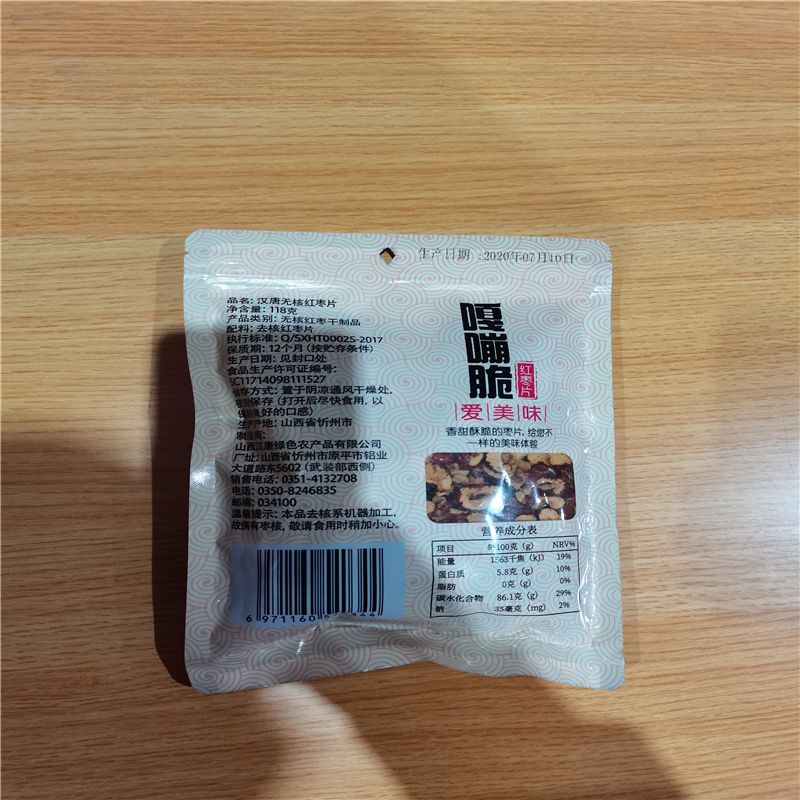 生产日期:2020年07月10日
品名: 汉唐无核红枣片
净含量: 118克
产品类别: 无核红枣干制品
配料: 去核红枣片
执行标准: Q/SXHT0002S-2017
保质期: 12个月 (按贮存条件)
生产日期: 见封口处
食品生产许可证编号:
SC11714098111527
存方式: 置于阴凉通风干燥处,
保存 (打开后尽快食用, 以
好的口感)
产地: 山西省忻州市
山西汉唐绿色农产品有限公司
厂址: 山西省忻州市原平市铝业
大道路东5602 (武装部西侧)
销售电话: 0351-4132708
电话: 0350-8246835
邮编: 034100
温馨提示: 本品去核系机器加工,
故偶有枣核, 敬请食用时稍加小心。
6 971160
嘎嘣脆
红枣片
爱美味
香甜酥脆的枣片, 给您不
一样的美味体验
营养成分表
项目 每100克 (g) NRV%
能量 1563千焦 (kJ) 19%
蛋白质 5.8克 (g) 10%
脂肪 0克 (g) 0%
碳水化合物 86.1克 (g) 29%
钠 35毫克 (mg) 2%